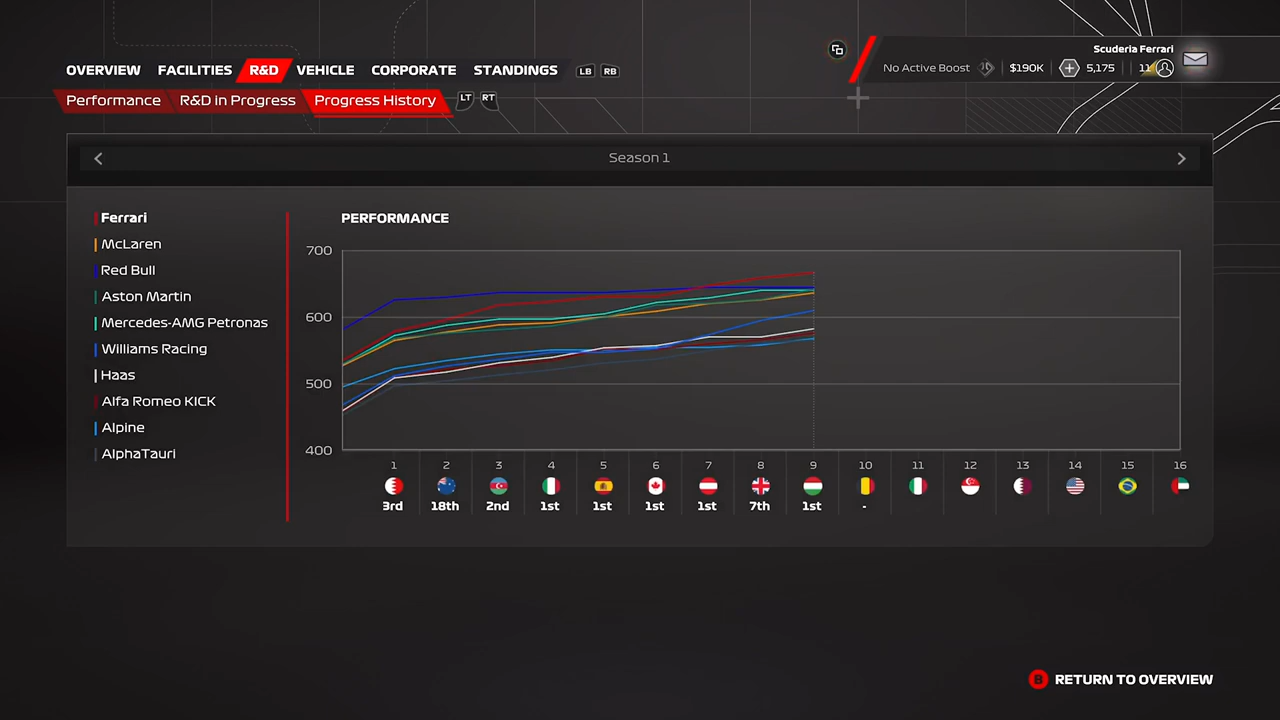 Scuderia Ferrari
OVERVIEW FACILITIES R&D VEHICLE CORPORATE STANDINGS LB RB
No Active Boost $190K 5,175 11
Performance R&D In Progress Progress History LT RT
Season 1
Ferrari
McLaren
Red Bull
Aston Martin
Mercedes-AMG Petronas
Williams Racing
Haas
Alfa Romeo KICK
Alpine
AlphaTauri
PERFORMANCE
700
600
500
400
1 2 3 4 5 6 7 8 9 10 11 12 13 14 15 16
3rd 18th 2nd 1st 1st 1st 1st 7th 1st -
B RETURN TO OVERVIEW